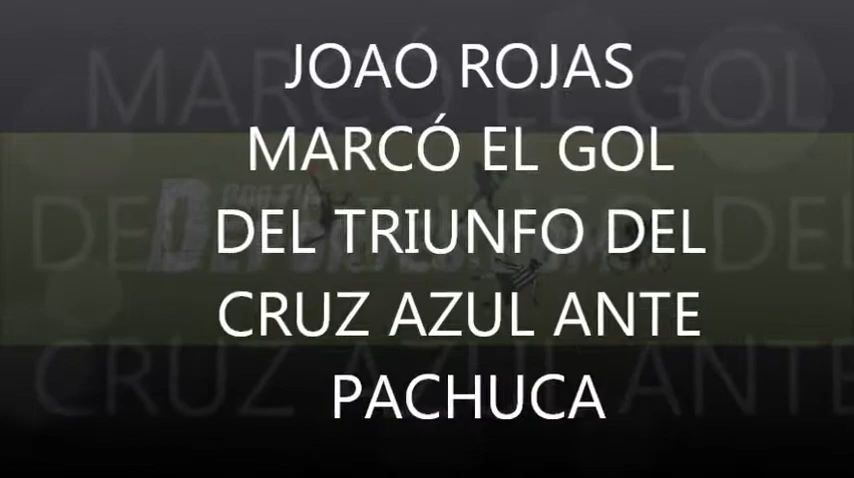 JOAO ROJAS
MARCÓ EL GOL
DEL TRIUNFO DEL
CRUZ AZUL ANTE
PACHUCA